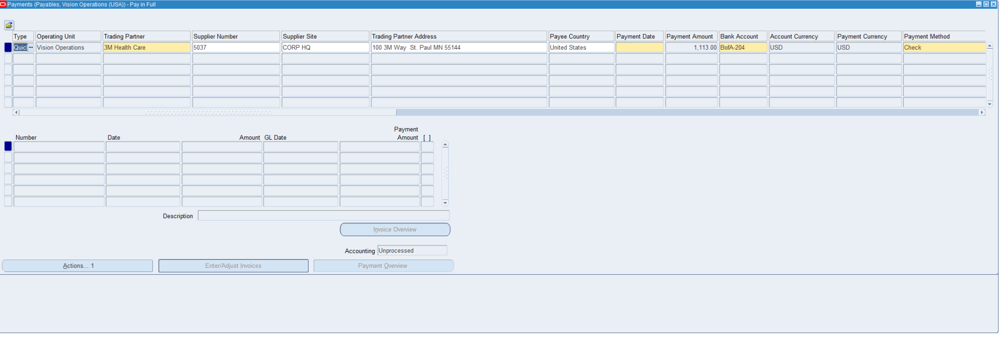 Payments (Payables, Vision Operations (USA)) - Pay in Full
Type Operating Unit Trading Partner Supplier Number Supplier Site Trading Partner Address Payee Country Payment Date Payment Amount Bank Account Account Currency Payment Currency Payment Method
Quicl ... Vision Operations 3M Health Care 5037 CORP HQ 100 3M Way St. Paul MN 55144 United States 1,113.00 BofA-204 USD USD Check
Payment
Number Date Amount GL Date Amount [ ]
Description
Invoice Overview
Accounting Unprocessed
Actions... 1 Enter/Adjust Invoices Payment Overview